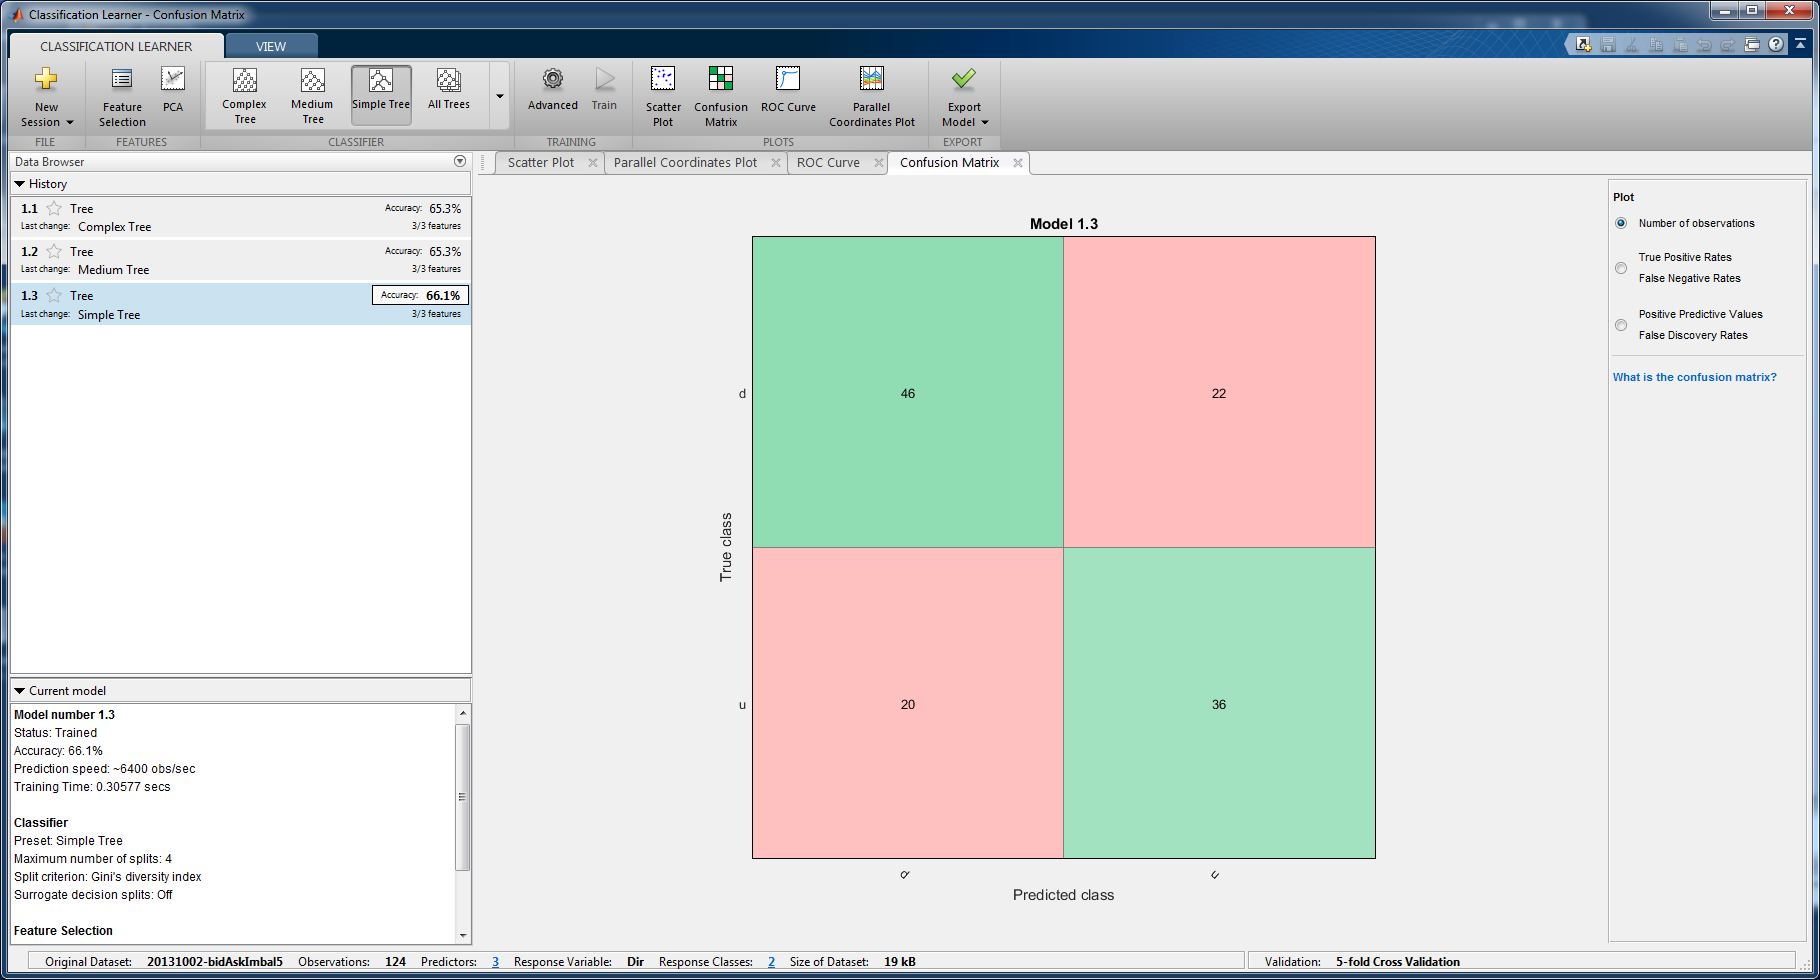 Classification Learner - Confusion Matrix
CLASSIFICATION LEARNER
VIEW
New Session
Feature Selection
PCA
Complex Tree
Medium Tree
Simple Tree
All Trees
Advanced
Train
Scatter Plot
Confusion Matrix
ROC Curve
Parallel Coordinates Plot
Export Model
FILE
FEATURES
CLASSIFIER
TRAINING
PLOTS
EXPORT
Data Browser
History
1.1 Tree Accuracy: 65.3%
Last change: Complex Tree 3/3 features
1.2 Tree Accuracy: 65.3%
Last change: Medium Tree 3/3 features
1.3 Tree Accuracy: 66.1%
Last change: Simple Tree 3/3 features
Current model
Model number 1.3
Status: Trained
Accuracy: 66.1%
Prediction speed: ~6400 obs/sec
Training Time: 0.30577 secs
Classifier
Preset: Simple Tree
Maximum number of splits: 4
Split criterion: Gini's diversity index
Surrogate decision splits: Off
Feature Selection
Scatter Plot
Parallel Coordinates Plot
ROC Curve
Confusion Matrix
Model 1.3
True class
d
46
22
u
20
36
d
u
Predicted class
Plot
Number of observations
True Positive Rates
False Negative Rates
Positive Predictive Values
False Discovery Rates
What is the confusion matrix?
Original Dataset: 20131002-bidAskImbal5 Observations: 124 Predictors: 3 Response Variable: Dir Response Classes: 2 Size of Dataset: 19 kB
Validation: 5-fold Cross Validation